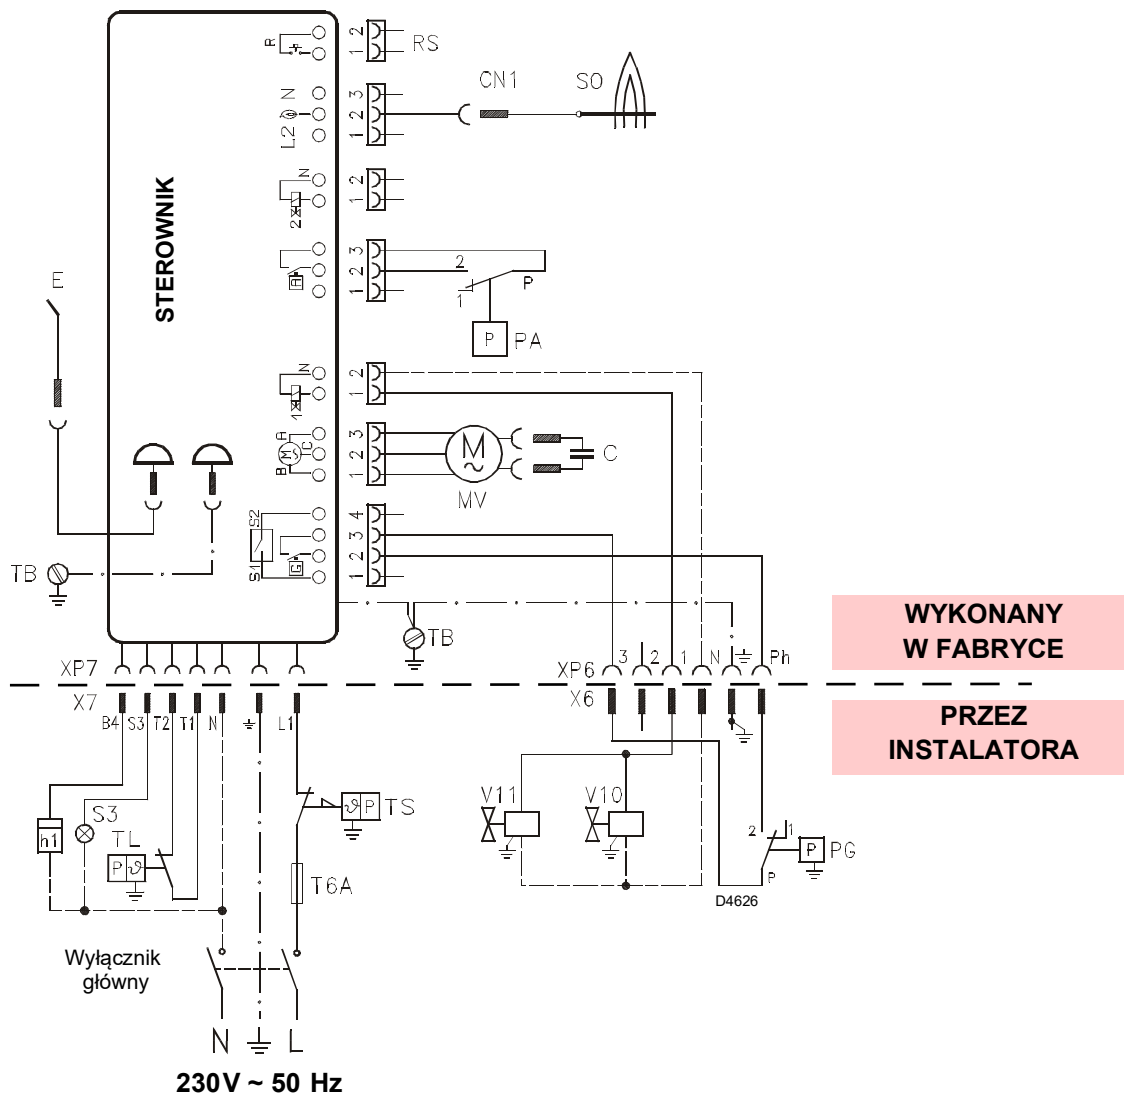 R
2
1
RS
N
L2
3
2
1
CN1
SO
STEROWNIK
N
2
2
1
A
3
2
1
2
1
P
P
PA
E
N
1
2
1
A
M
C
B
3
2
1
M
MV
C
S2
S1
G
4
3
2
1
TB
TB
WYKONANY
W FABRYCE
XP7
XP6
3
2
1
N
Ph
X7
B4
S3
T2
T1
N
L1
X6
PRZEZ
INSTALATORA
h1
S3
TL
P
ϑ
ϑ
P
TS
T6A
V11
V10
2
1
P
PG
P
D4626
Wyłącznik
główny
N
L
230V ~ 50 Hz